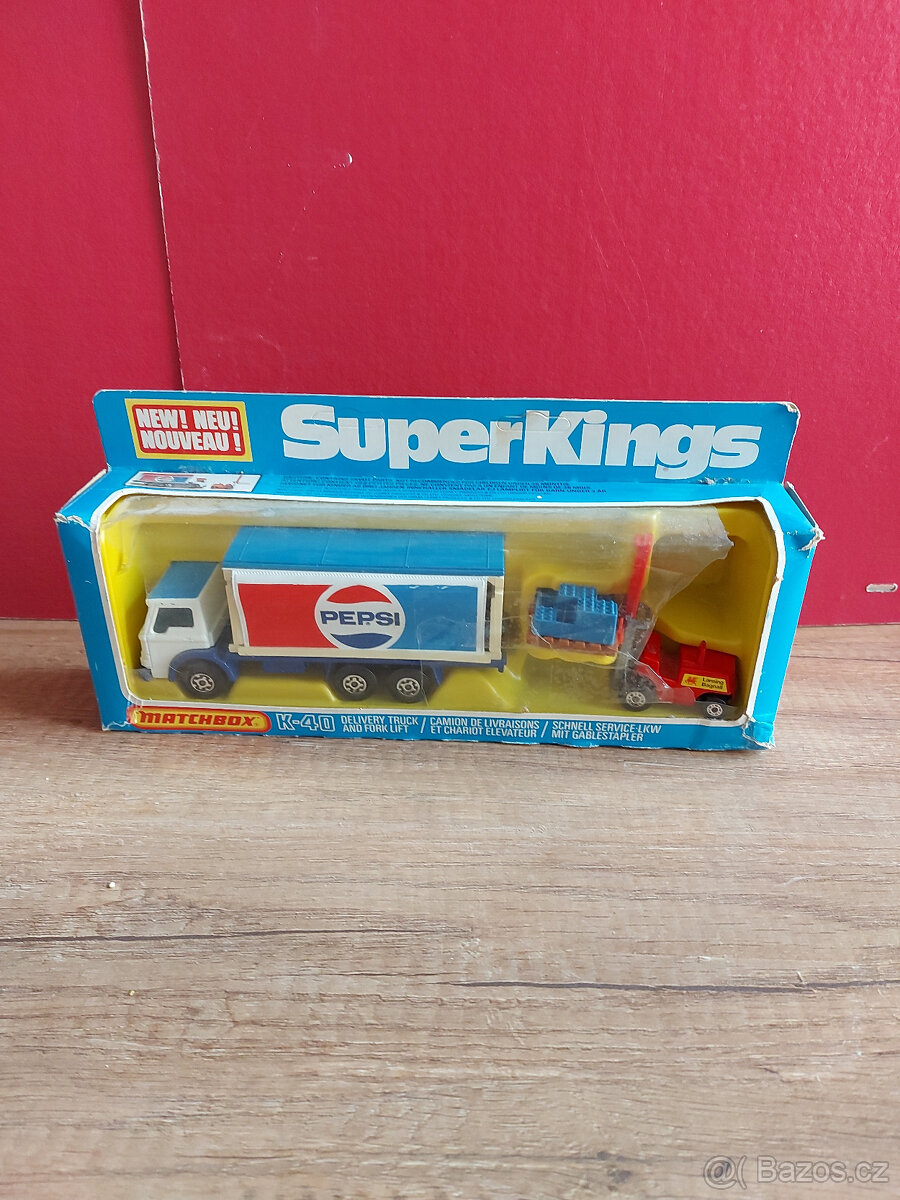 NEW! NEU!
NOUVEAU!
SuperKings
PEPSI
Lansing
Bagnall
MATCHBOX
K-40
DELIVERY TRUCK / CAMION DE LIVRAISONS / SCHNELL SERVICE-LKW
AND FORK LIFT / ET CHARIOT ELEVATEUR / MIT GABLESTAPLER
@( Bazos.cz